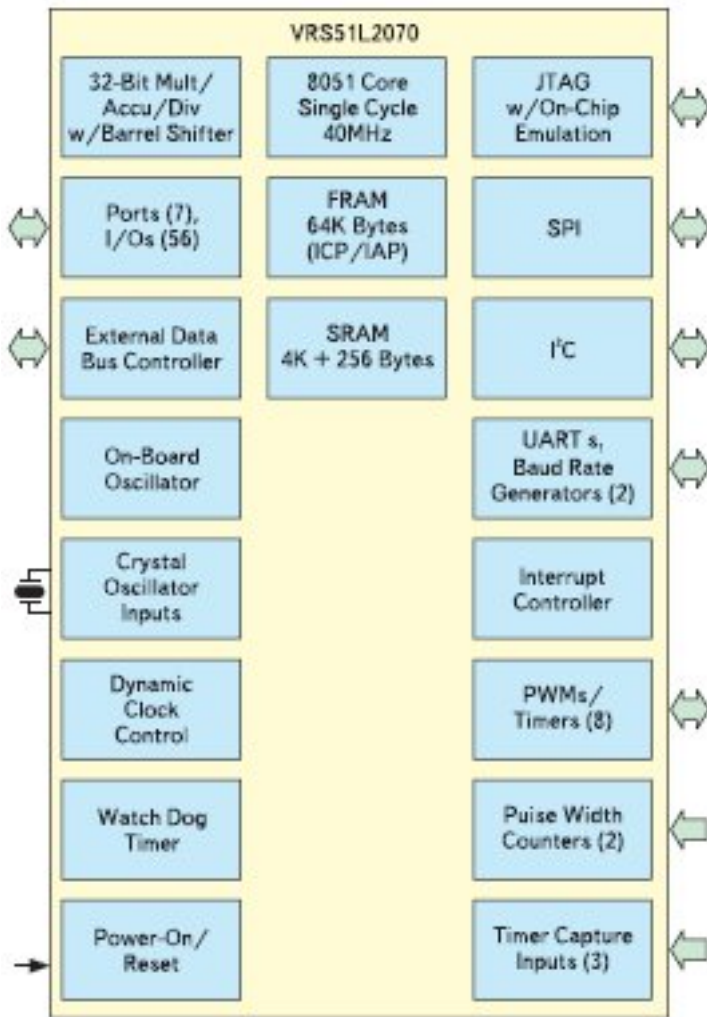 VRS51L2070
32-Bit Mult/
Accu/Div
w/Barrel Shifter
8051 Core
Single Cycle
40MHz
JTAG
w/On-Chip
Emulation
Ports (7),
I/Os (56)
FRAM
64K Bytes
(ICP/IAP)
SPI
External Data
Bus Controller
SRAM
4K + 256 Bytes
I²C
On-Board
Oscillator
UART s,
Baud Rate
Generators (2)
Crystal
Oscillator
Inputs
Interrupt
Controller
Dynamic
Clock
Control
PWMs/
Timers (8)
Watch Dog
Timer
Puise Width
Counters (2)
Power-On/
Reset
Timer Capture
Inputs (3)